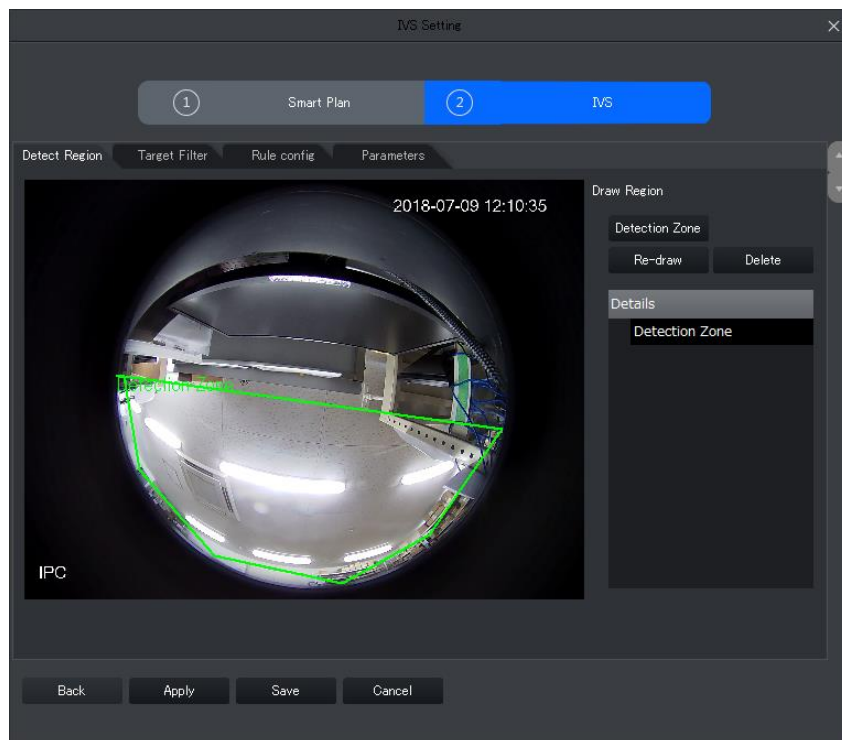 IVS Setting
1 Smart Plan 2 IVS
Detect Region Target Filter Rule config Parameters
2018-07-09 12:10:35
Detection Zone
IPC
Draw Region
Detection Zone
Re-draw Delete
Details
Detection Zone
Back Apply Save Cancel